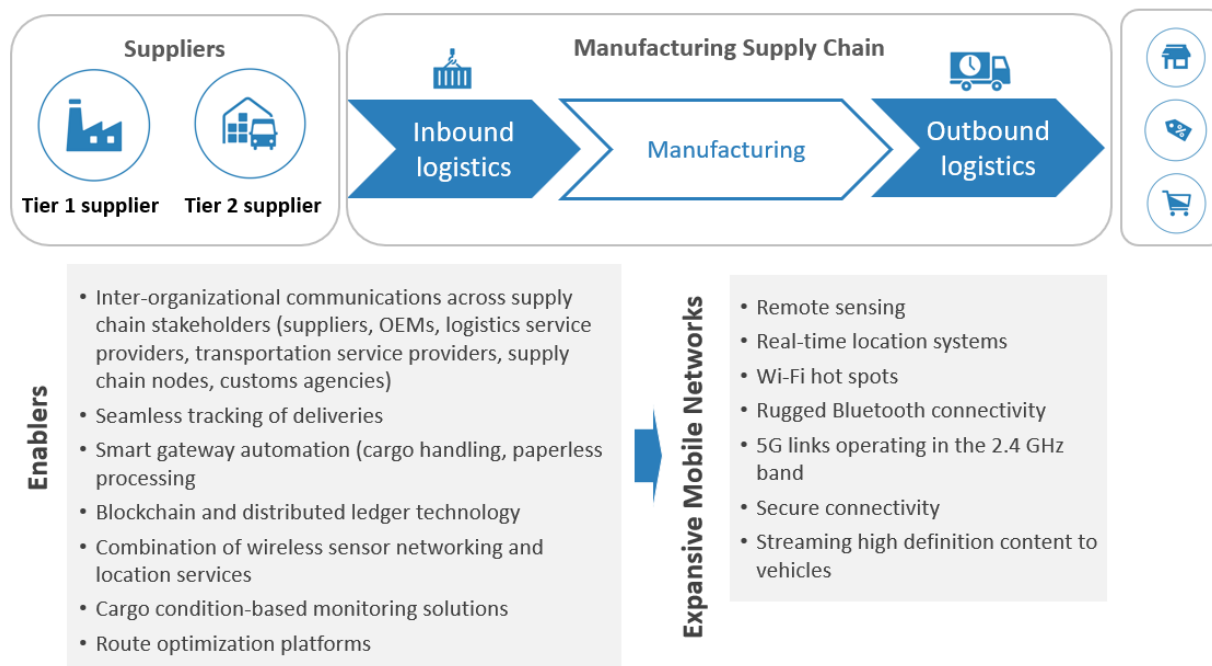 Suppliers
Tier 1 supplier
Tier 2 supplier
Manufacturing Supply Chain
Inbound
logistics
Manufacturing
Outbound
logistics
%
Enablers
• Inter-organizational communications across supply
chain stakeholders (suppliers, OEMs, logistics service
providers, transportation service providers, supply
chain nodes, customs agencies)
• Seamless tracking of deliveries
• Smart gateway automation (cargo handling, paperless
processing
• Blockchain and distributed ledger technology
• Combination of wireless sensor networking and
location services
• Cargo condition-based monitoring solutions
• Route optimization platforms
Expansive Mobile Networks
• Remote sensing
• Real-time location systems
• Wi-Fi hot spots
• Rugged Bluetooth connectivity
• 5G links operating in the 2.4 GHz
band
• Secure connectivity
• Streaming high definition content to
vehicles